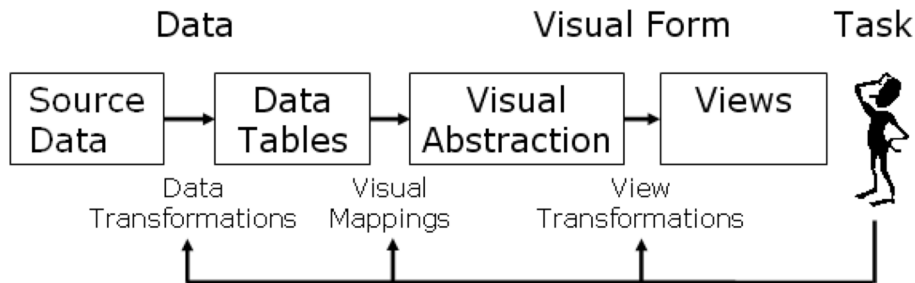 Data
Visual Form
Task
Source
Data
Data
Tables
Visual
Abstraction
Views
Data
Transformations
Visual
Mappings
View
Transformations